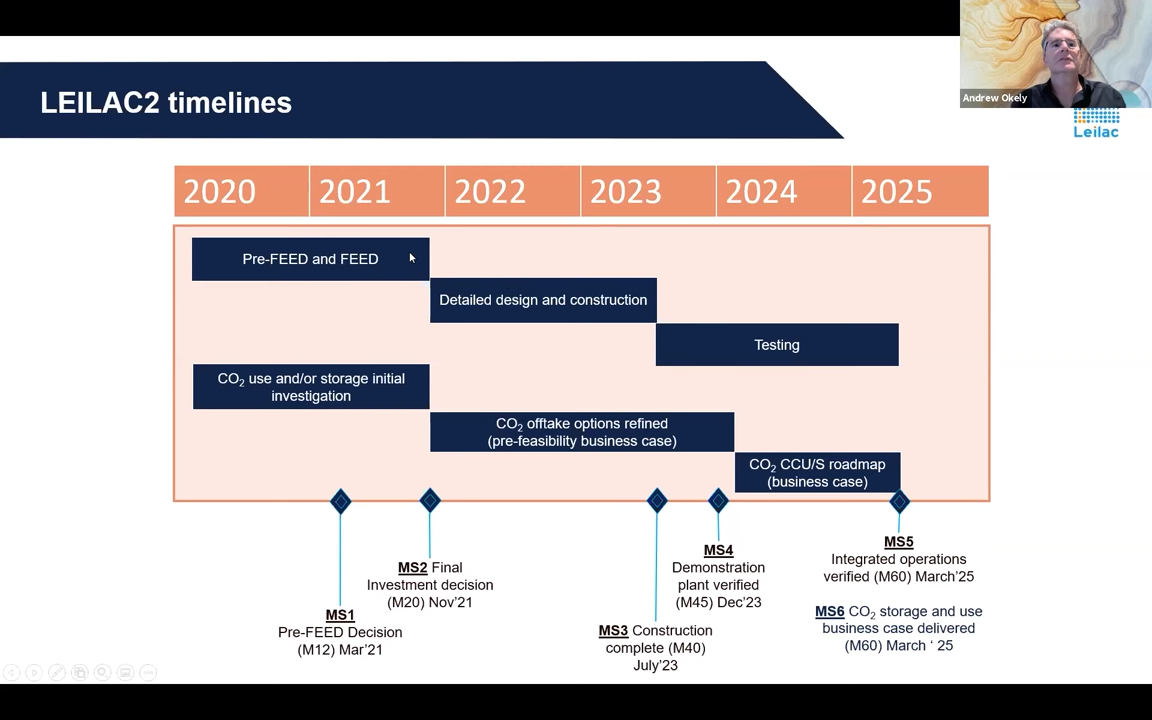 Andrew Okely
Leilac
LEILAC2 timelines
2020 2021 2022 2023 2024 2025
Pre-FEED and FEED
Detailed design and construction
Testing
CO₂ use and/or storage initial
investigation
CO₂ offtake options refined
(pre-feasibility business case)
CO₂ CCU/S roadmap
(business case)
MS1
Pre-FEED Decision
(M12) Mar'21
MS2 Final
Investment decision
(M20) Nov'21
MS3 Construction
complete (M40)
July'23
MS4
Demonstration
plant verified
(M45) Dec'23
MS5
Integrated operations
verified (M60) March'25
MS6 CO₂ storage and use
business case delivered
(M60) March ‘ 25